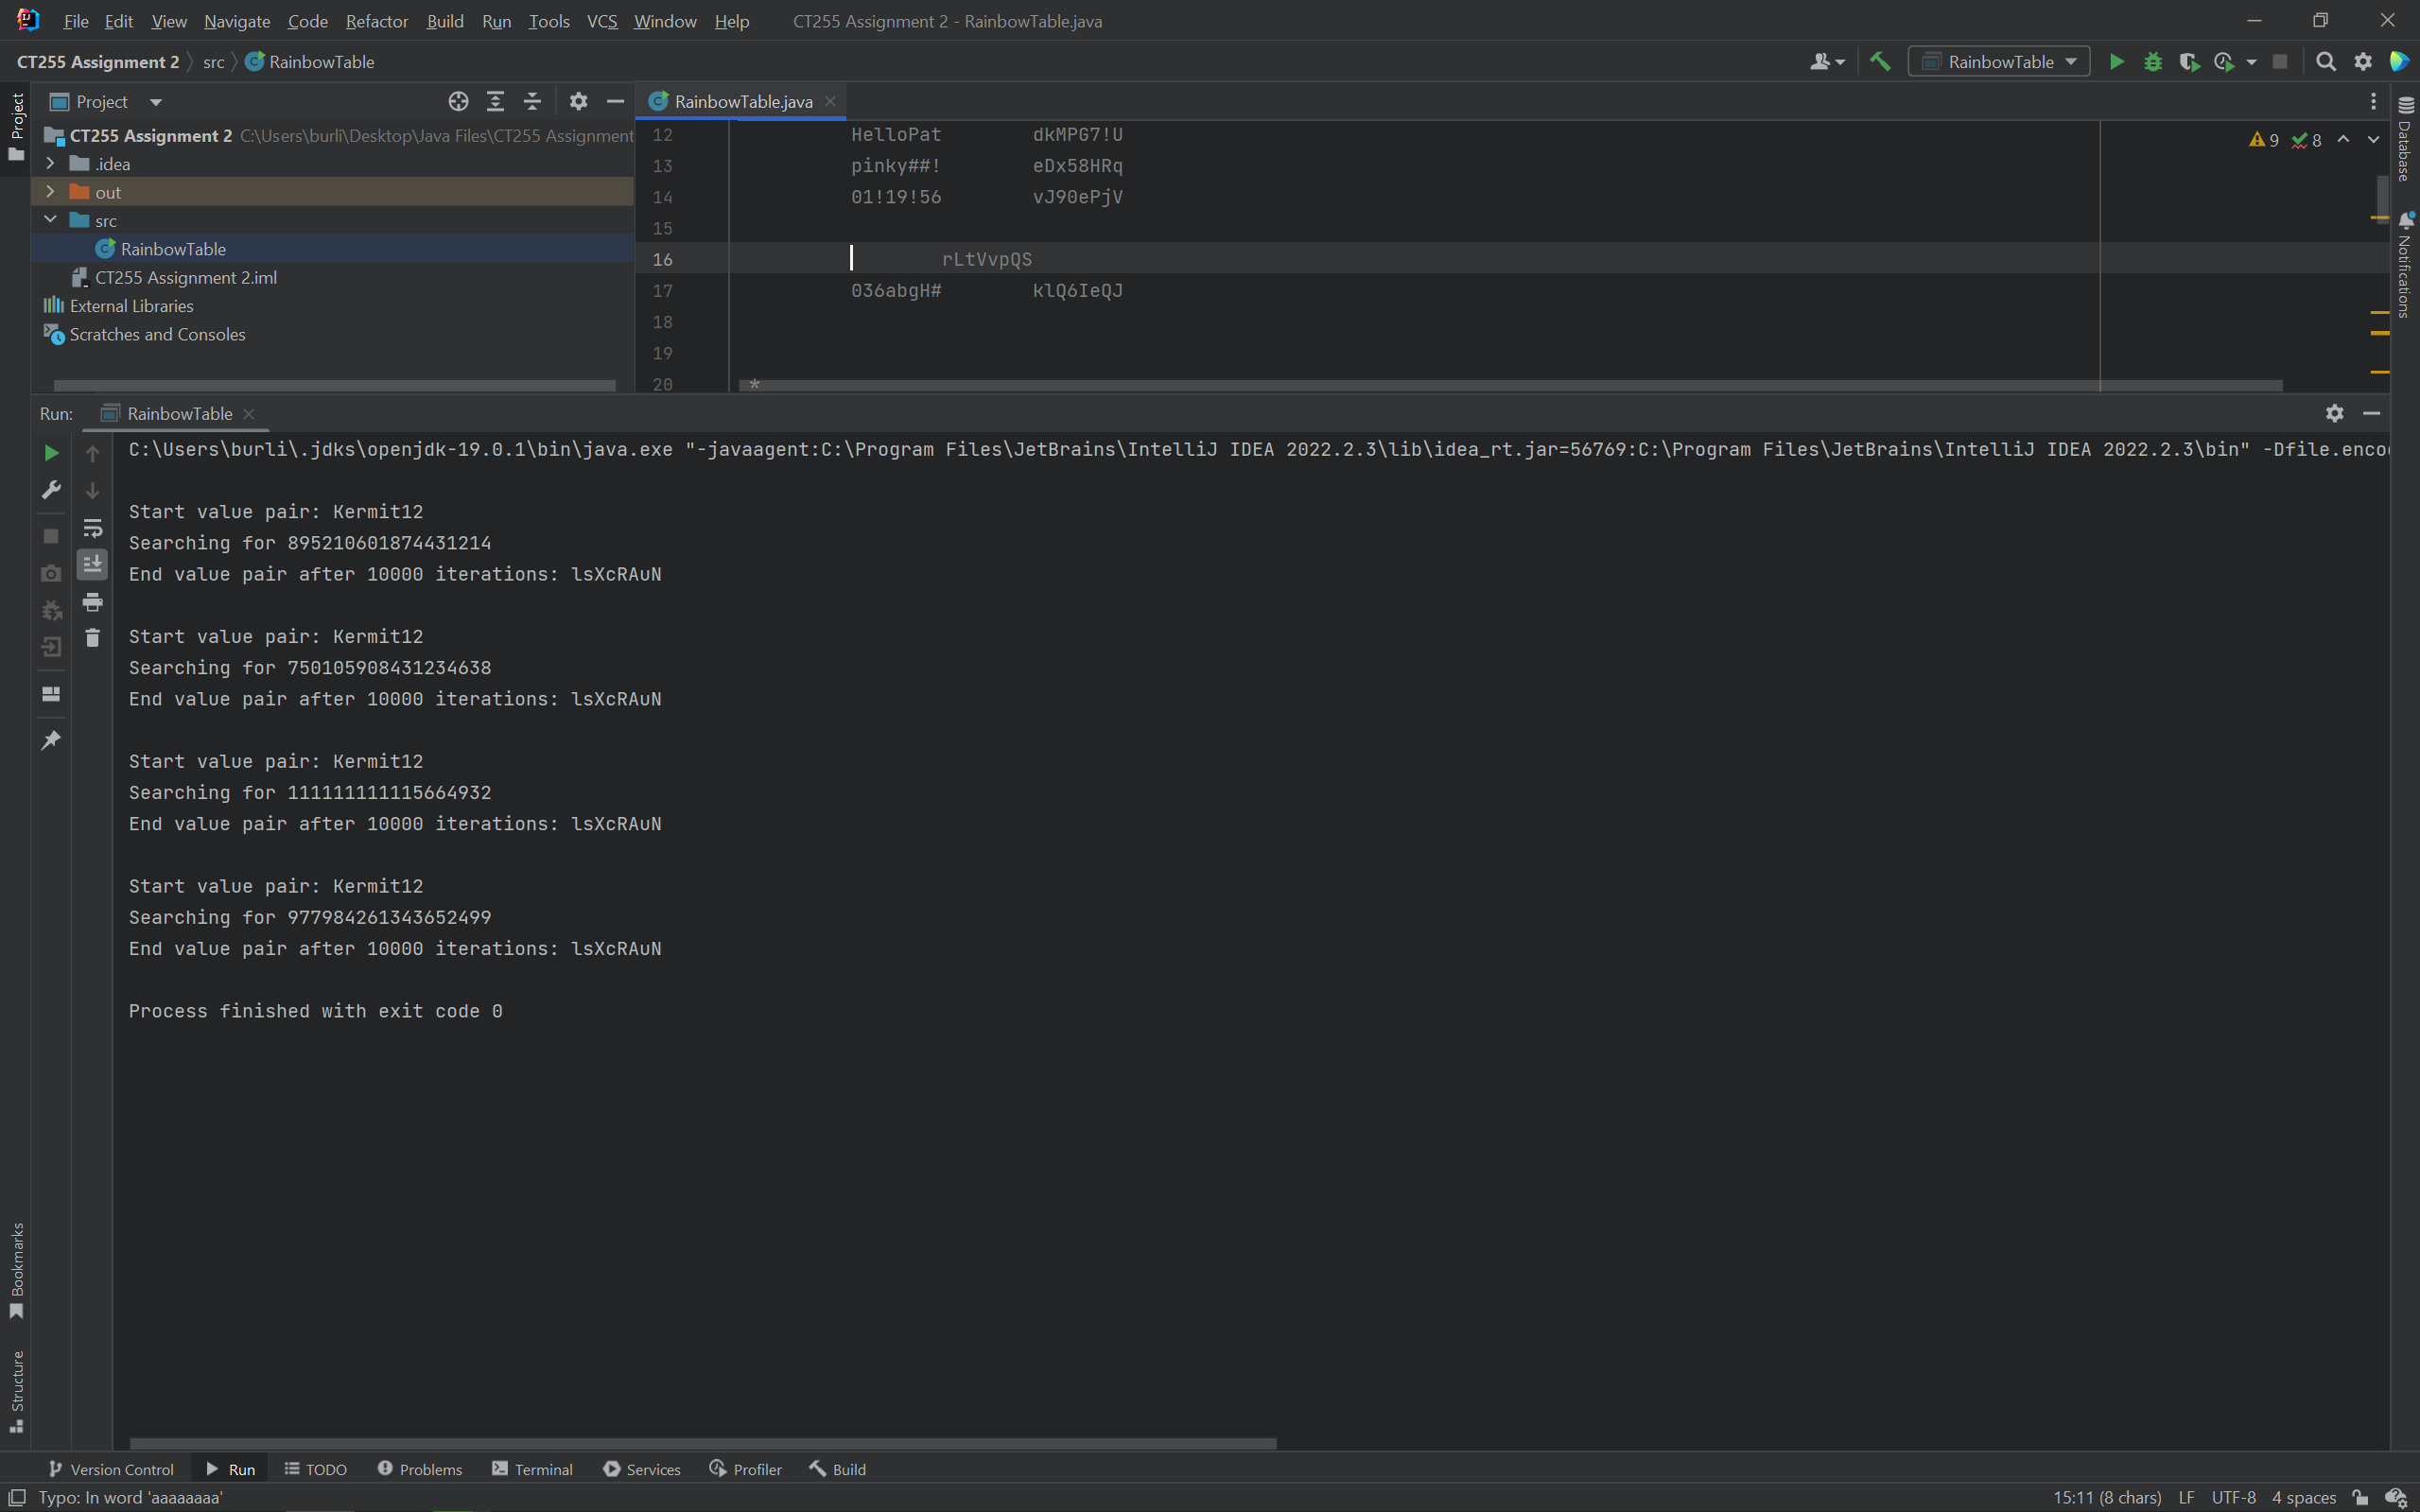 File Edit View Navigate Code Refactor Build Run Tools VCS Window Help CT255 Assignment 2 - RainbowTable.java
CT255 Assignment 2 src RainbowTable RainbowTable
Project
Project
RainbowTable.java
CT255 Assignment 2 C:\Users\burli\Desktop\Java Files\CT255 Assignment
.idea
out
src
RainbowTable
CT255 Assignment 2.iml
External Libraries
Scratches and Consoles
12 HelloPat dkMPG7!U
13 pinky##! eDx58HRq
14 01!19!56 vJ90ePjV
15
16 rLtVvpQS
17 036abgH# klQ6IeQJ
18
19
20 *
9 8
Database
Notifications
Run: RainbowTable
C:\Users\burli\.jdks\openjdk-19.0.1\bin\java.exe "-javaagent:C:\Program Files\JetBrains\IntelliJ IDEA 2022.2.3\lib\idea_rt.jar=56769:C:\Program Files\JetBrains\IntelliJ IDEA 2022.2.3\bin" -Dfile.enco
Start value pair: Kermit12
Searching for 895210601874431214
End value pair after 10000 iterations: lsXcRAuN
Start value pair: Kermit12
Searching for 750105908431234638
End value pair after 10000 iterations: lsXcRAuN
Start value pair: Kermit12
Searching for 111111111115664932
End value pair after 10000 iterations: lsXcRAuN
Start value pair: Kermit12
Searching for 977984261343652499
End value pair after 10000 iterations: lsXcRAuN
Process finished with exit code 0
Bookmarks
Structure
Version Control Run TODO Problems Terminal Services Profiler Build
Typo: In word 'aaaaaaaa' 15:11 (8 chars) LF UTF-8 4 spaces